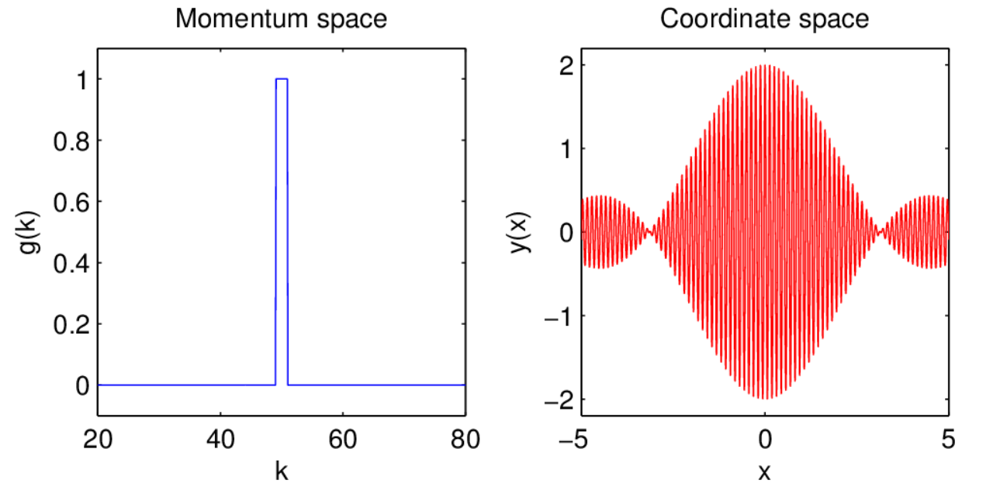 Momentum space
1
0.8
0.6
0.4
0.2
0
g(k)
20 40 60 80
k
Coordinate space
2
1
0
−1
−2
y(x)
−5 0 5
x